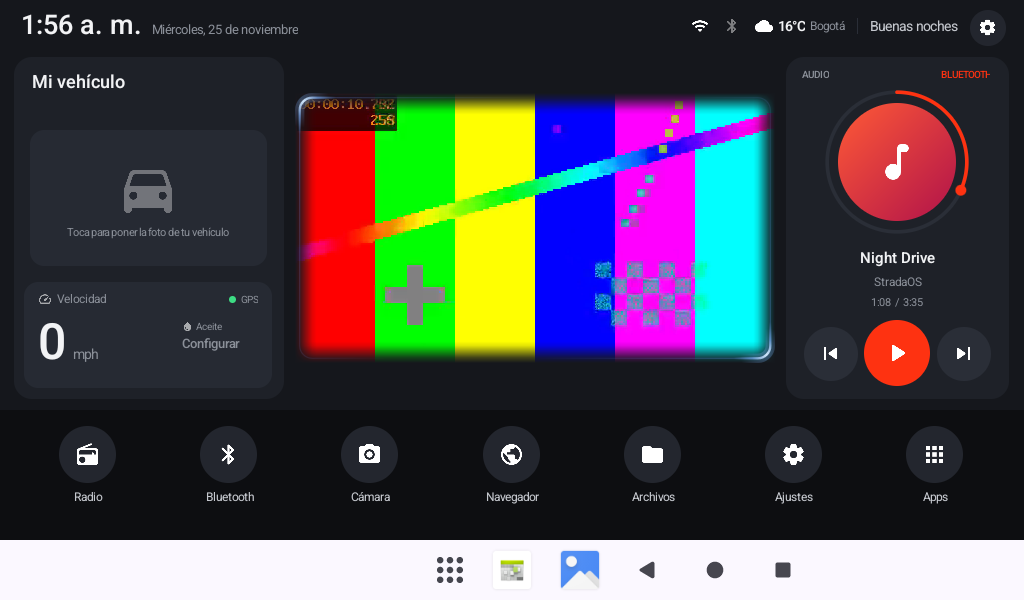 1:56 a. m.
Miércoles, 25 de noviembre
16°C Bogotá
Buenas noches
Mi vehículo
Toca para poner la foto de tu vehículo
Velocidad
GPS
0 mph
Aceite
Configurar
0:00:10.782
256
AUDIO
BLUETOOTH
Night Drive
StradaOS
1:08 / 3:35
Radio
Bluetooth
Cámara
Navegador
Archivos
Ajustes
Apps